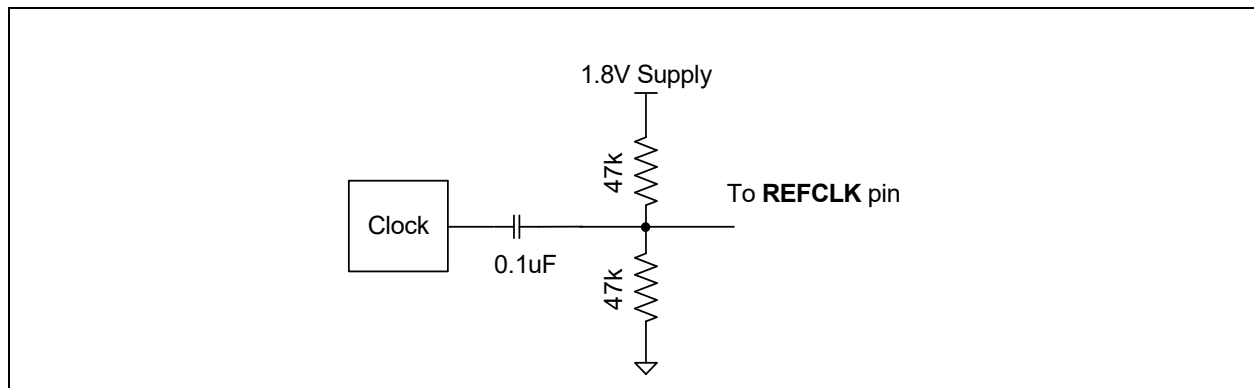 1.8V Supply
47k
To REFCLK pin
Clock
0.1uF
47k